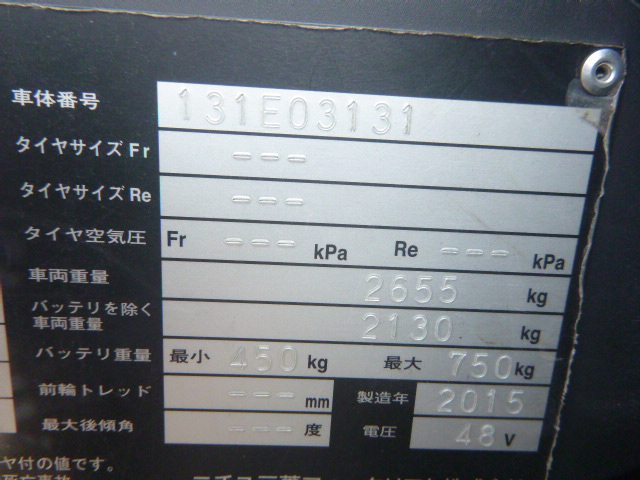 車体番号 131E03131
タイヤサイズ Fr ---
タイヤサイズ Re ---
タイヤ空気圧 Fr --- kPa Re --- kPa
車両重量 2655 kg
バッテリを除く
車両重量 2130 kg
バッテリ重量 最小 450 kg 最大 750 kg
前輪トレッド --- mm 製造年 2015
最大後傾角 --- 度 電圧 48 V
ヤ付の値です。